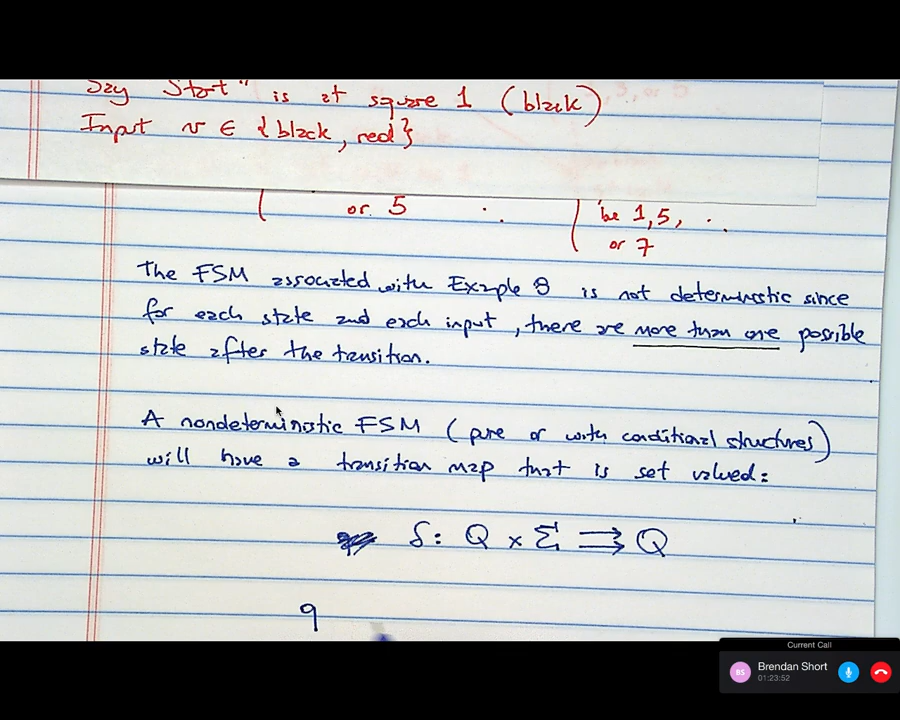 Say "Start" is at square 1 (black)
Input v ∈ {black, red}
or 5
be 1,5,
or 7
The FSM associated with Example 8 is not deterministic since
for each state and each input, there are more than one possible
state after the transition.
A nondeterministic FSM (pure or with conditional structures)
will have a transition map that is set valued:
δ: Q × Σ ⇉ Q
q
Current Call
BS
Brendan Short
01:23:52